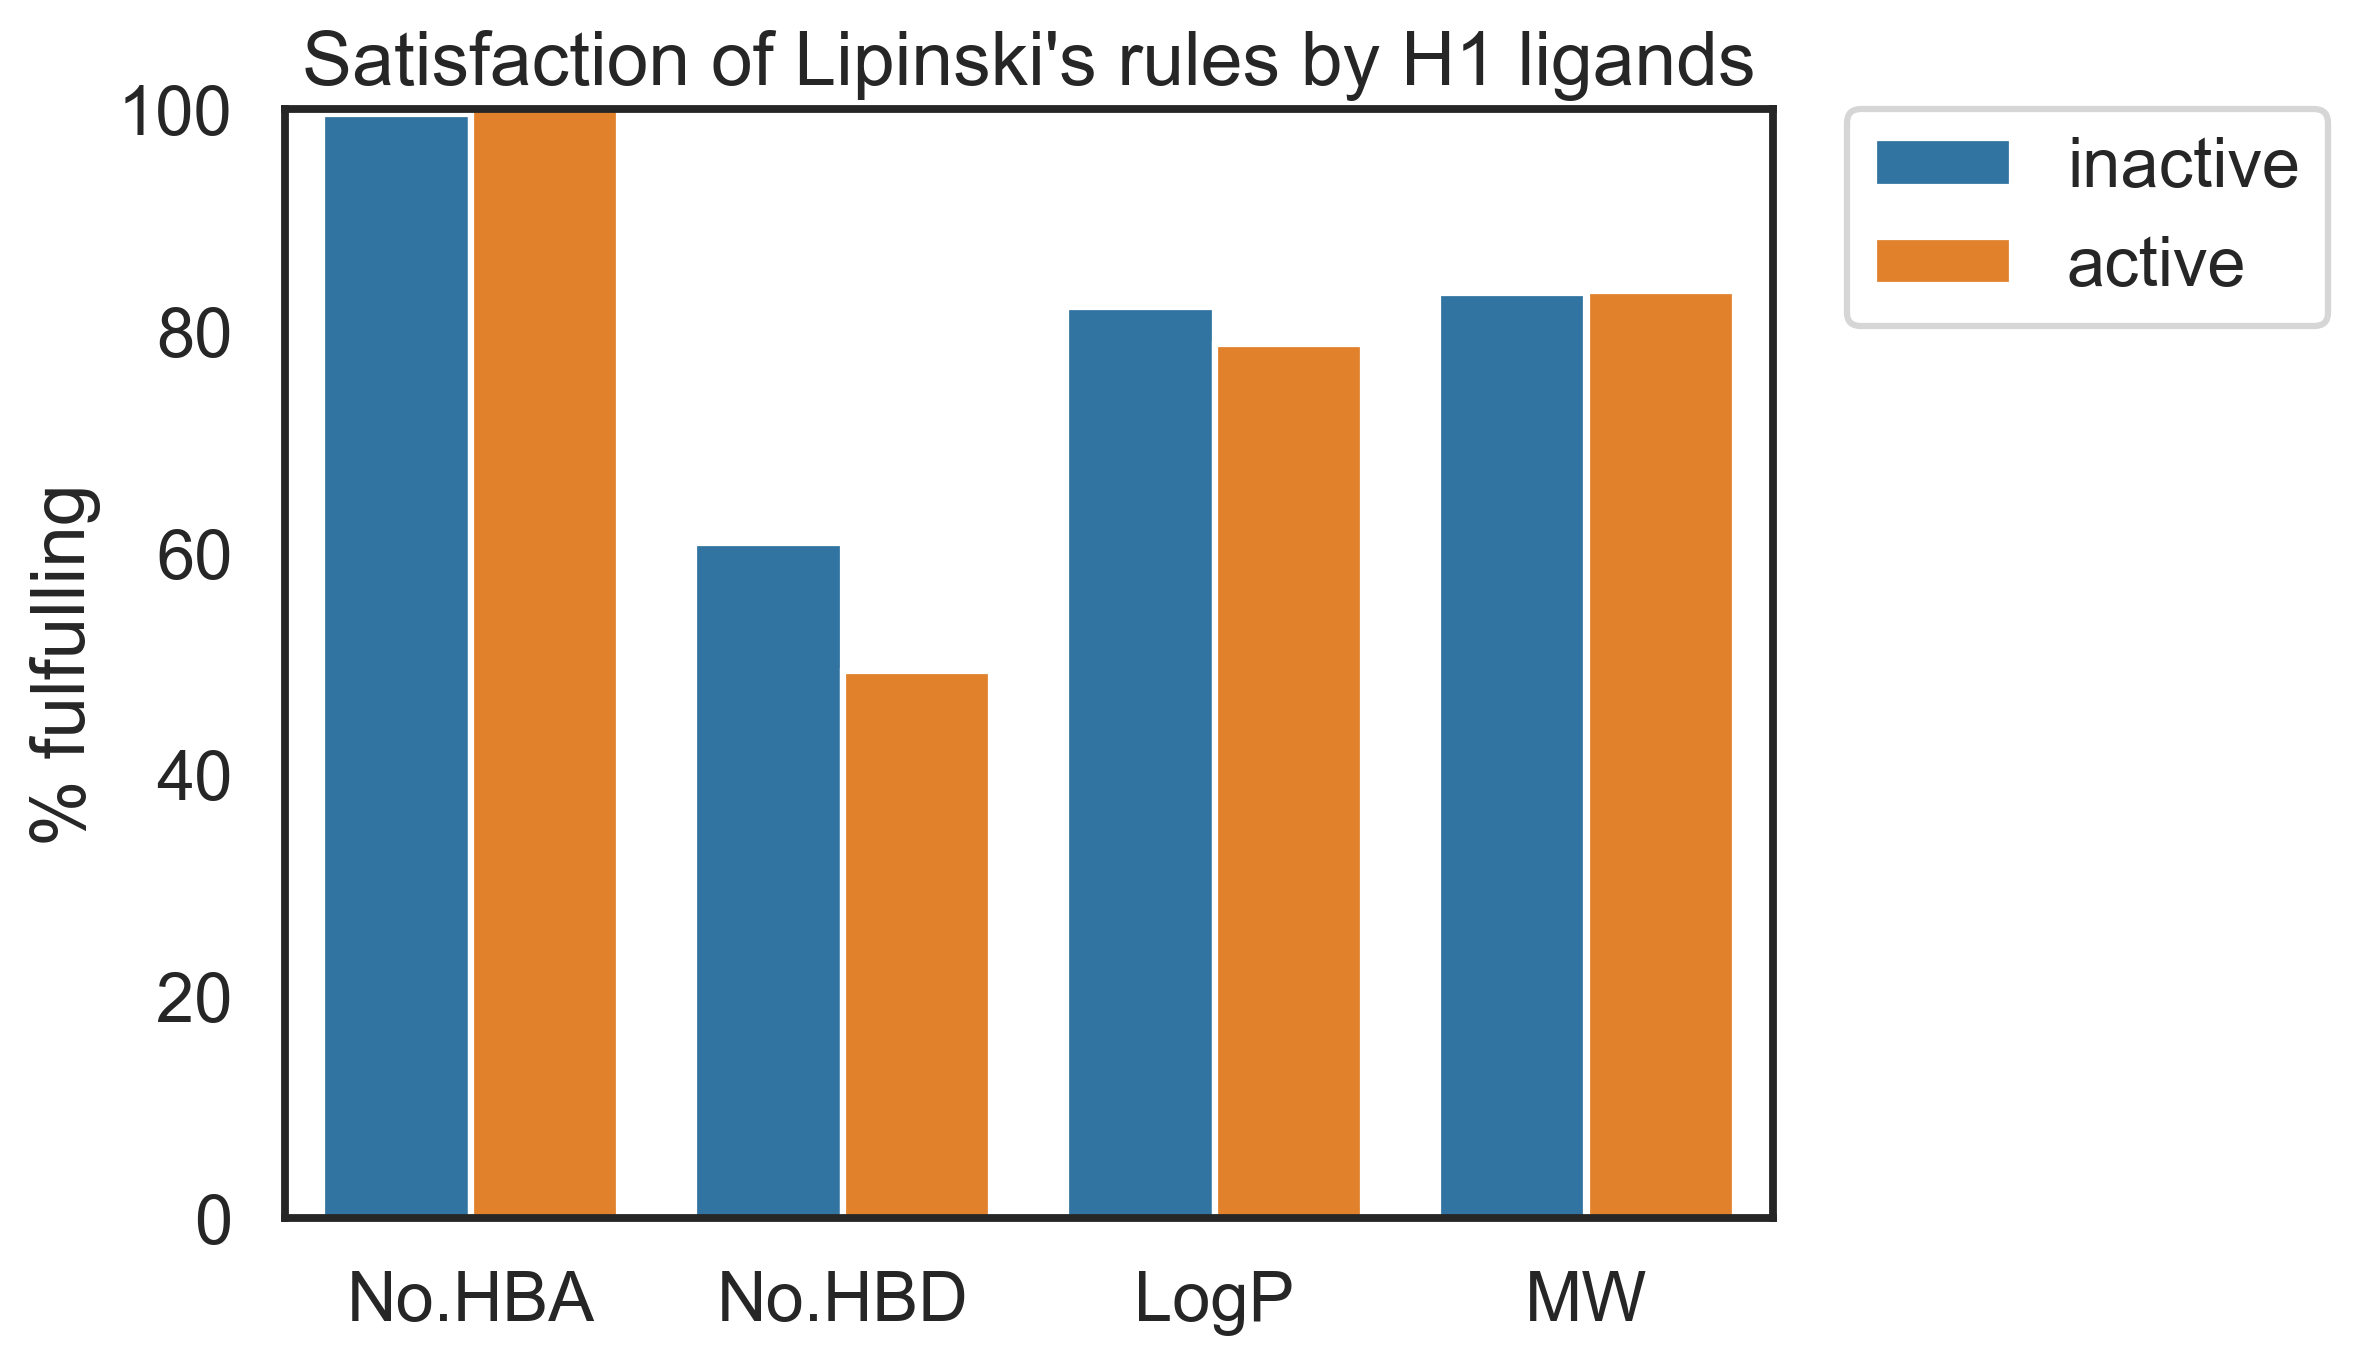 Satisfaction of Lipinski's rules by H1 ligands
100
80
60
40
20
0
% fulfulling
No.HBA
No.HBD
LogP
MW
inactive
active